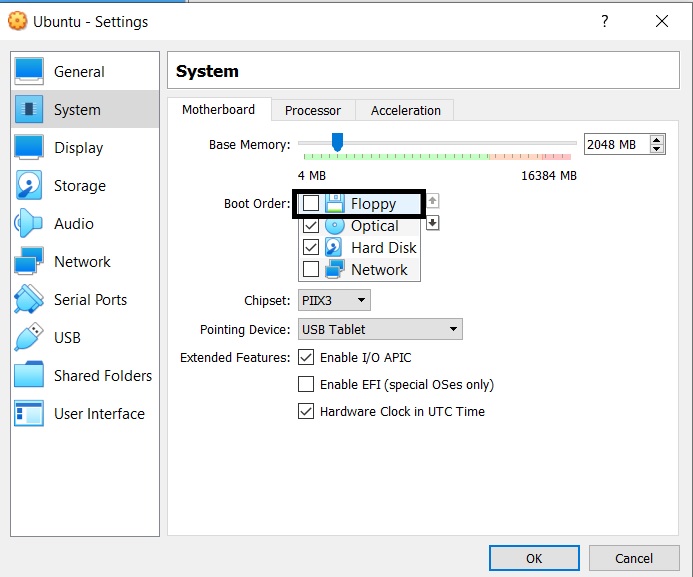 Ubuntu - Settings
?
General
System
Display
Storage
Audio
Network
Serial Ports
USB
Shared Folders
User Interface
System
Motherboard Processor Acceleration
Base Memory: 2048 MB
4 MB 16384 MB
Boot Order: Floppy
Optical
Hard Disk
Network
Chipset: PIIX3
Pointing Device: USB Tablet
Extended Features: Enable I/O APIC
Enable EFI (special OSes only)
Hardware Clock in UTC Time
OK Cancel